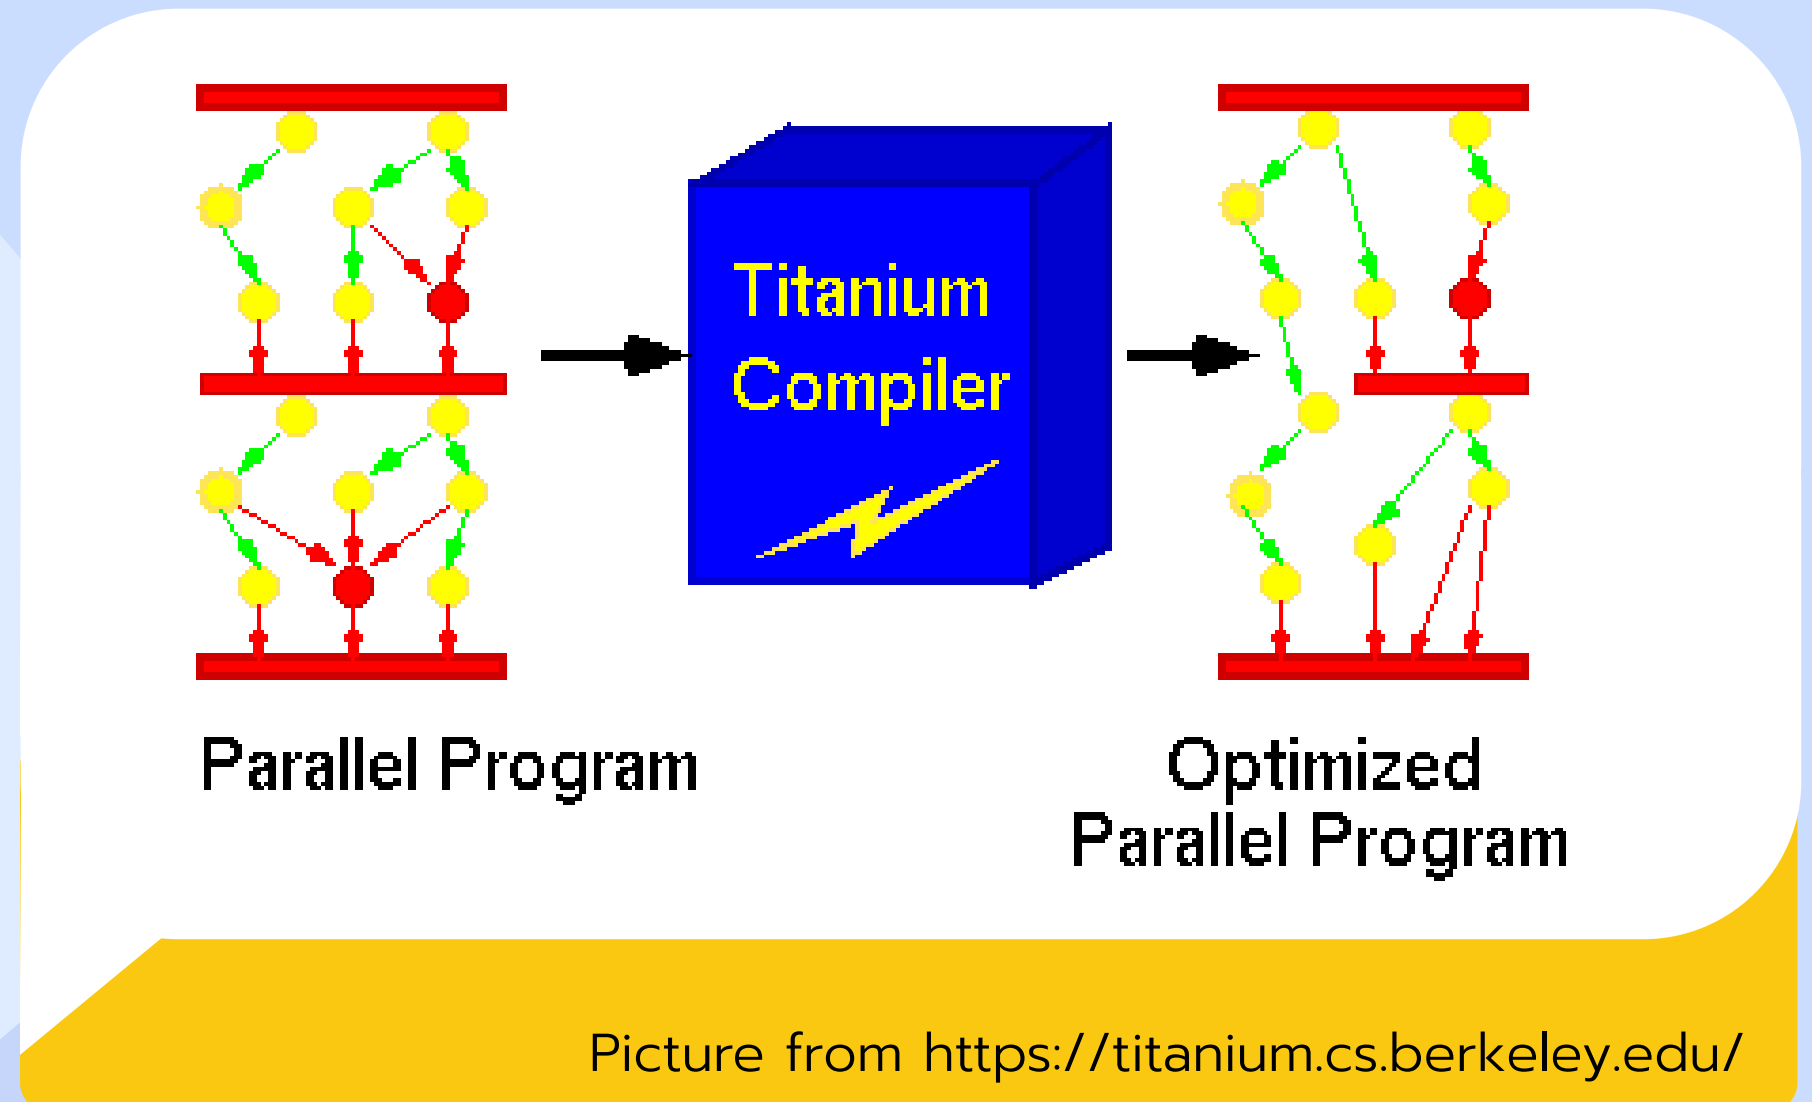 Titanium
Compiler
Parallel Program
Optimized
Parallel Program
Picture from https://titanium.cs.berkeley.edu/